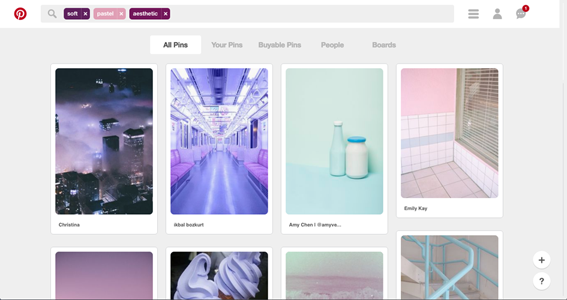 soft × pastel × aesthetic ×
1
All Pins Your Pins Buyable Pins People Boards
Christina
ikbal bozkurt
Amy Chen | @amyve...
Emily Kay
+
?